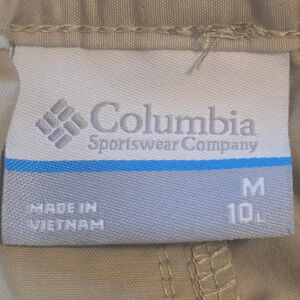 Columbia
Sportswear Company
M
MADE IN
10L
VIETNAM